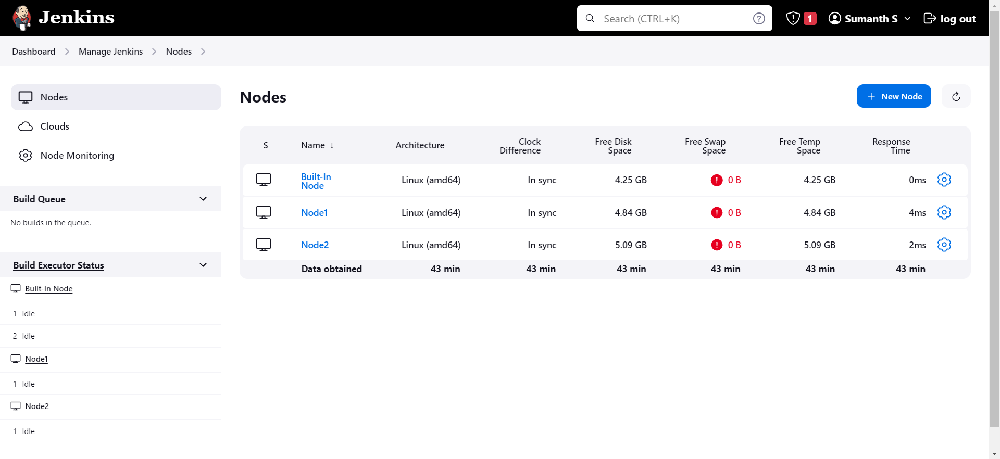 Jenkins
Search (CTRL+K)
1
Sumanth S
log out
Dashboard
Manage Jenkins
Nodes
Nodes
Clouds
Node Monitoring
Build Queue
No builds in the queue.
Build Executor Status
Built-In Node
1 Idle
2 Idle
Node1
1 Idle
Node2
1 Idle
Nodes
+ New Node
S Name ↓ Architecture Clock Difference Free Disk Space Free Swap Space Free Temp Space Response Time
Built-In Node Linux (amd64) In sync 4.25 GB 0 B 4.25 GB 0ms
Node1 Linux (amd64) In sync 4.84 GB 0 B 4.84 GB 4ms
Node2 Linux (amd64) In sync 5.09 GB 0 B 5.09 GB 2ms
Data obtained 43 min 43 min 43 min 43 min 43 min 43 min